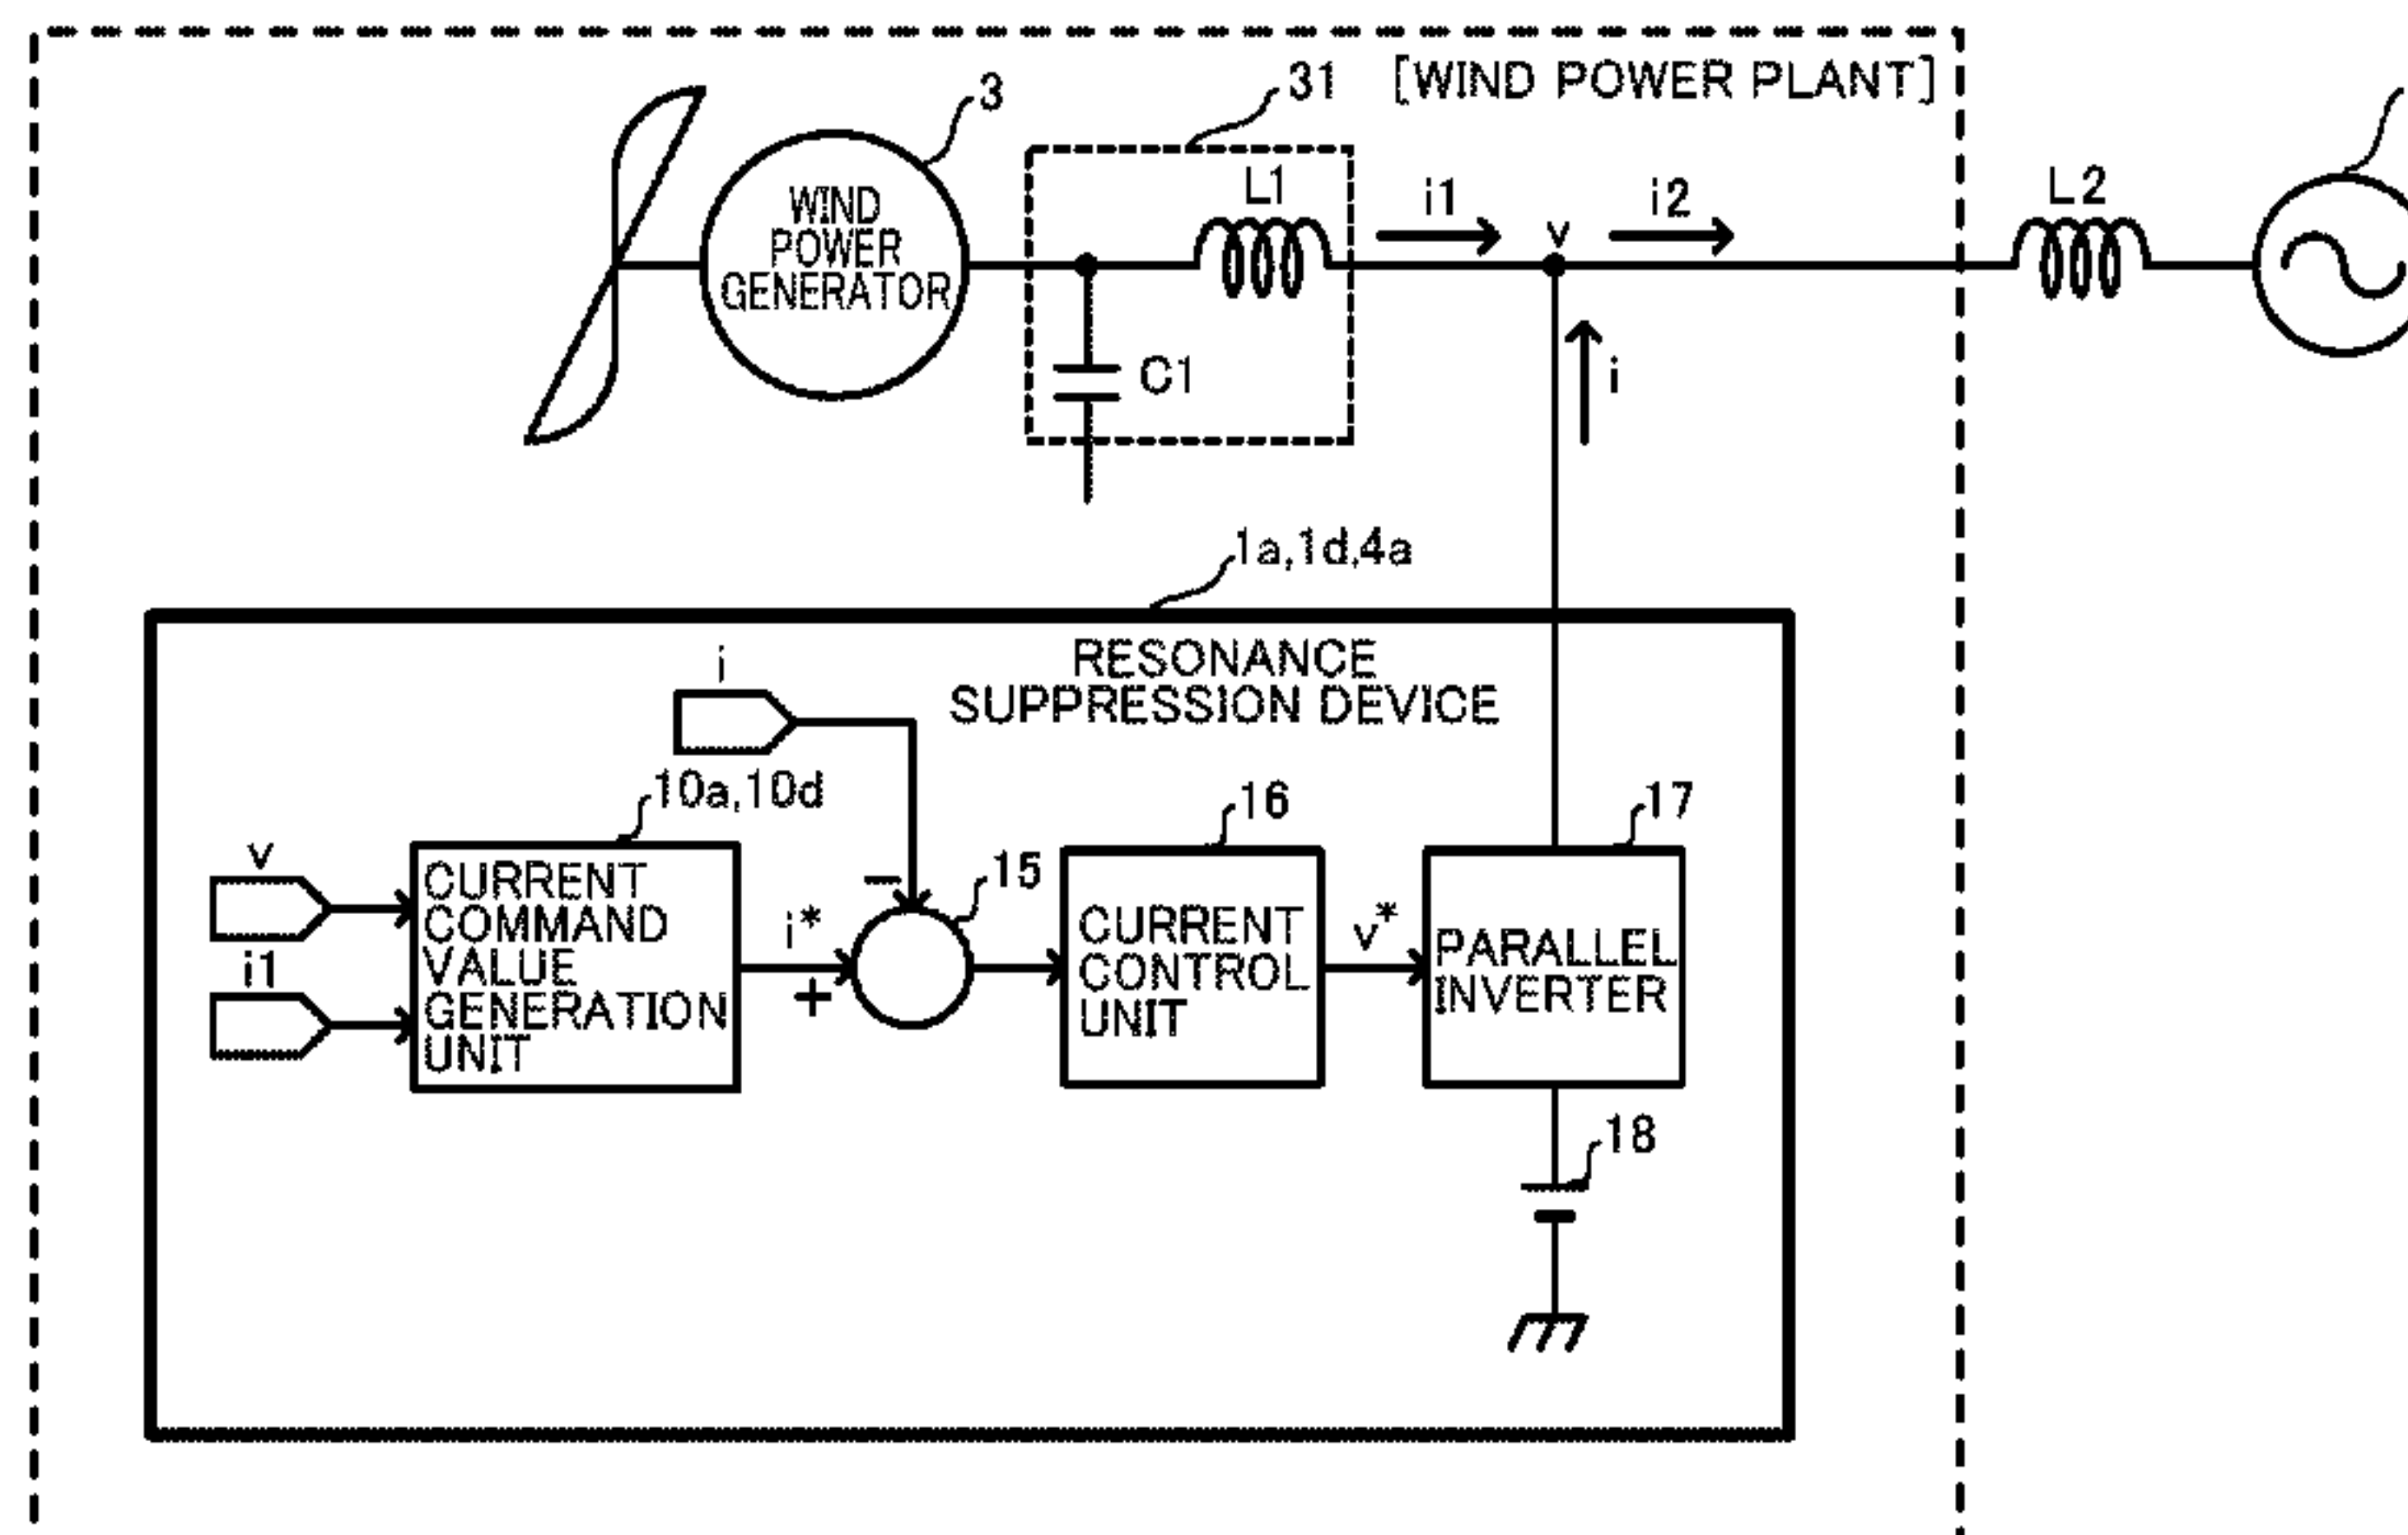 [WIND POWER PLANT]
3
31
WIND
POWER
GENERATOR
L1
i1
v
i2
L2
C1
i
1a,1d,4a
RESONANCE
SUPPRESSION DEVICE
i
10a,10d
v
i1
CURRENT
COMMAND
VALUE
GENERATION
UNIT
i*
+
−
15
16
CURRENT
CONTROL
UNIT
v*
17
PARALLEL
INVERTER
18